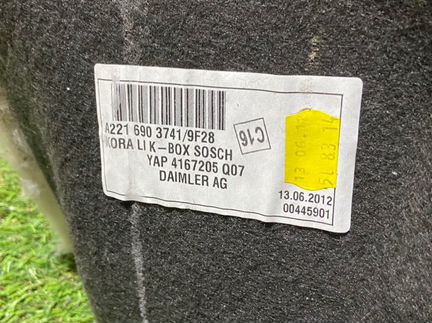 A221 690 3741/9F28
KORA LI K-BOX SOSCH
YAP 4167205 Q07
DAIMLER AG
C16
13.06.2012
00445901